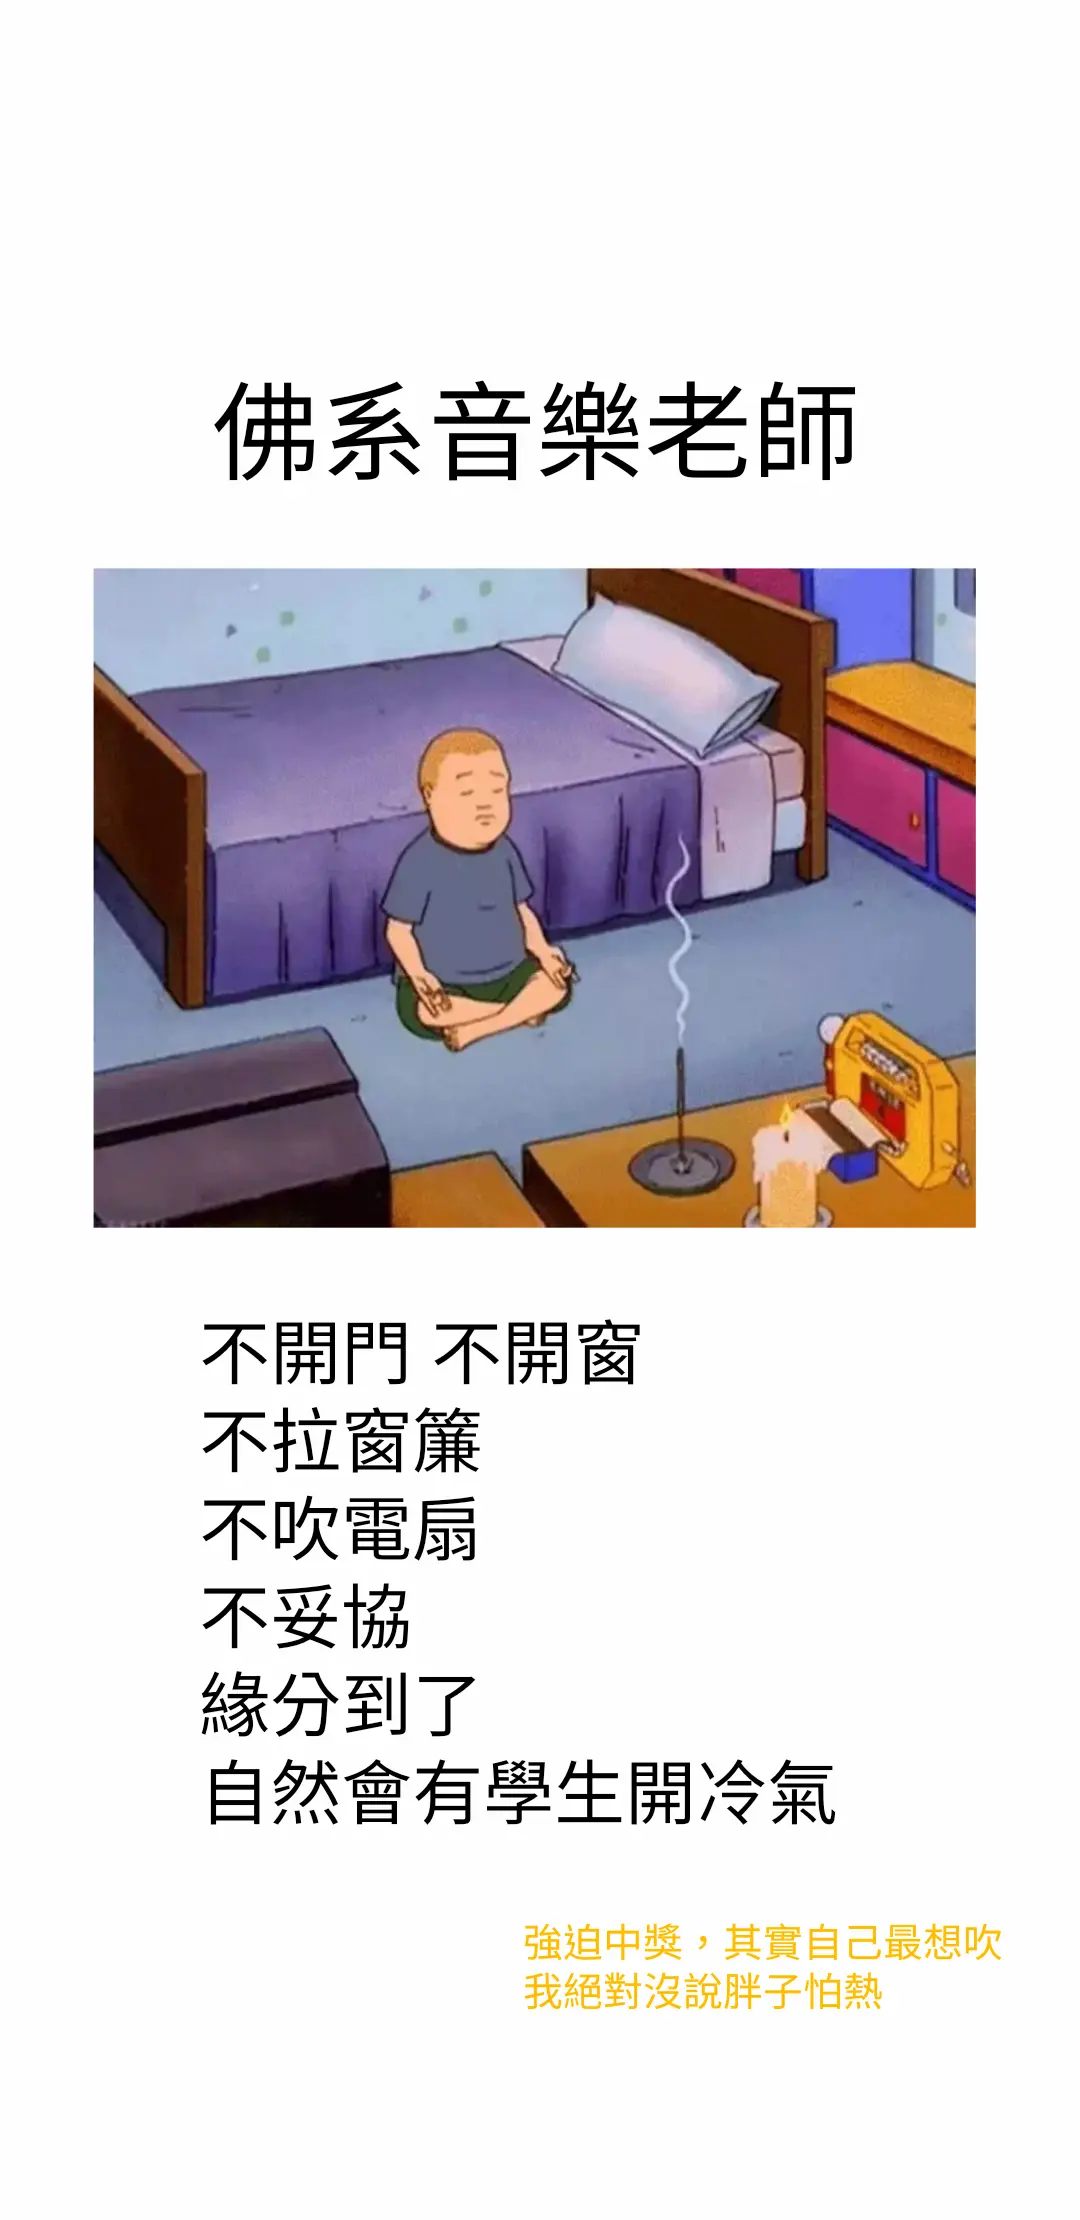 佛系音樂老師
不開門 不開窗
不拉窗簾
不吹電扇
不妥協
緣分到了
自然會有學生開冷氣
強迫中獎，其實自己最想吹
我絕對沒說胖子怕熱